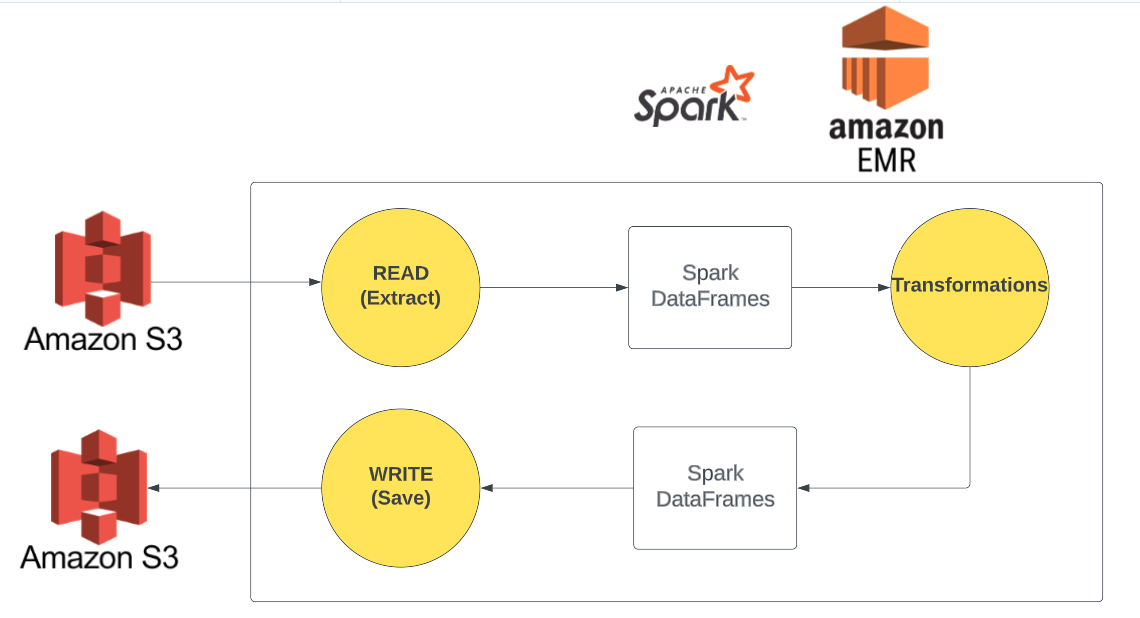 APACHE
Spark
amazon
EMR
Amazon S3
READ
(Extract)
Spark
DataFrames
Transformations
Amazon S3
WRITE
(Save)
Spark
DataFrames